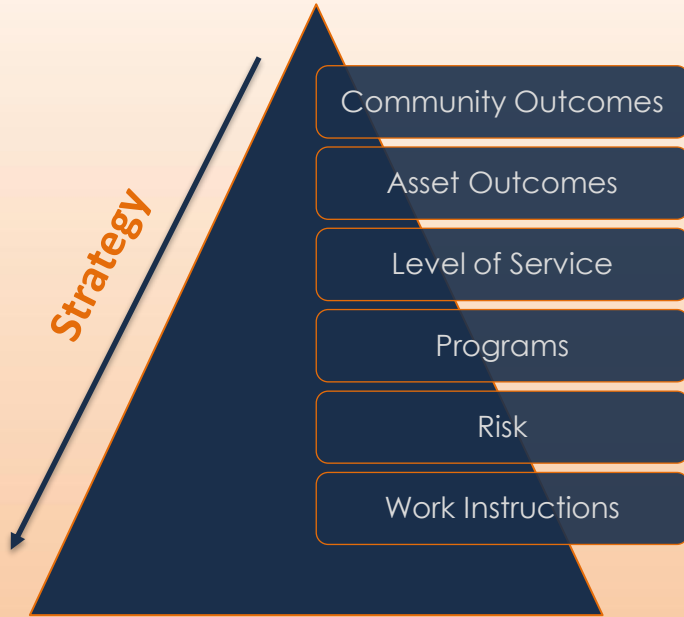 Strategy
Community Outcomes
Asset Outcomes
Level of Service
Programs
Risk
Work Instructions